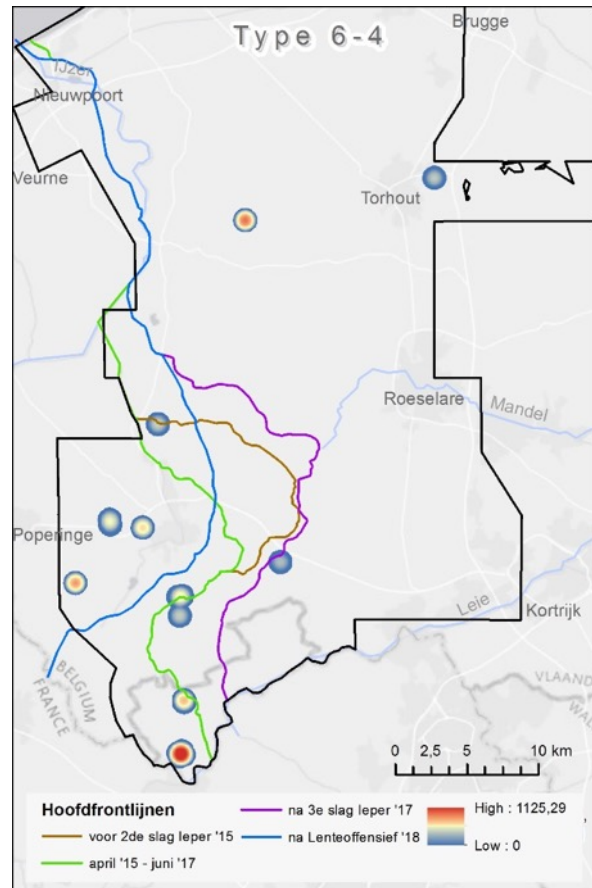 Type 6-4
Brugge
IJzer
Nieuwpoort
Veurne
Torhout
Roeselare
Mandel
Poperinge
Leie
Kortrijk
BELGIUM
FRANCE
VLAAND
WAL
0 2,5 5 10 km
Hoofdfrontlijnen
voor 2de slag Ieper '15
april '15 - juni '17
na 3e slag Ieper '17
na Lenteoffensief '18
High : 1125,29
Low : 0